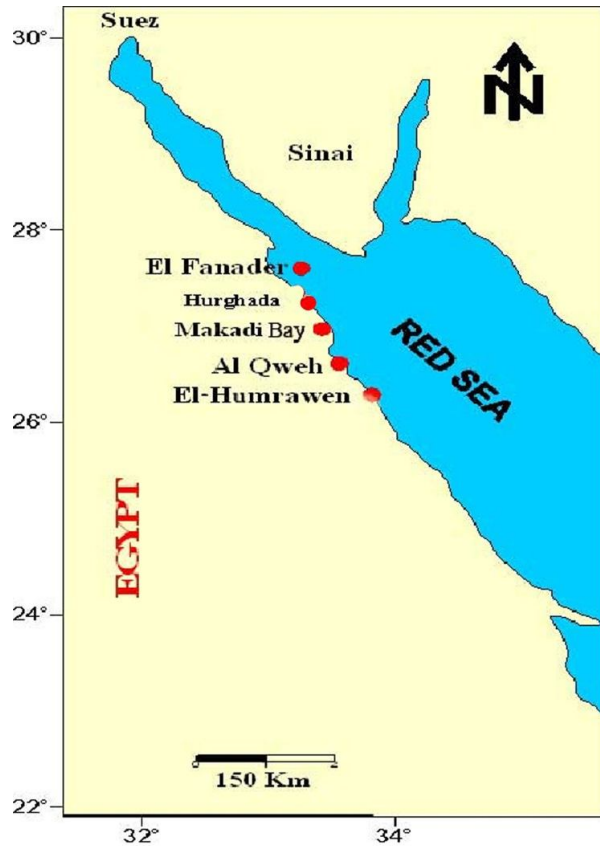 Suez
30°
N
Sinai
28°
El Fanader
Hurghada
Makadi Bay
RED SEA
Al Qweh
El-Humrawen
26°
EGYPT
24°
150 Km
22°
32°
34°